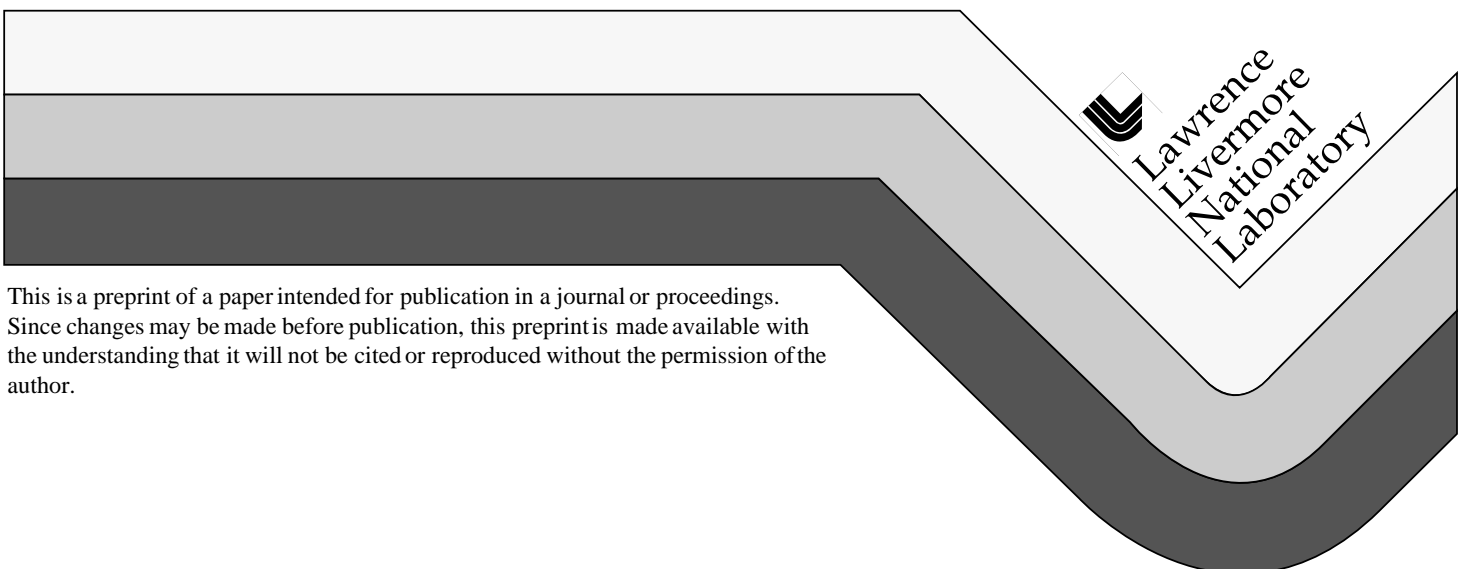 Lawrence
Livermore
National
Laboratory
This is a preprint of a paper intended for publication in a journal or proceedings.
Since changes may be made before publication, this preprint is made available with
the understanding that it will not be cited or reproduced without the permission of the
author.